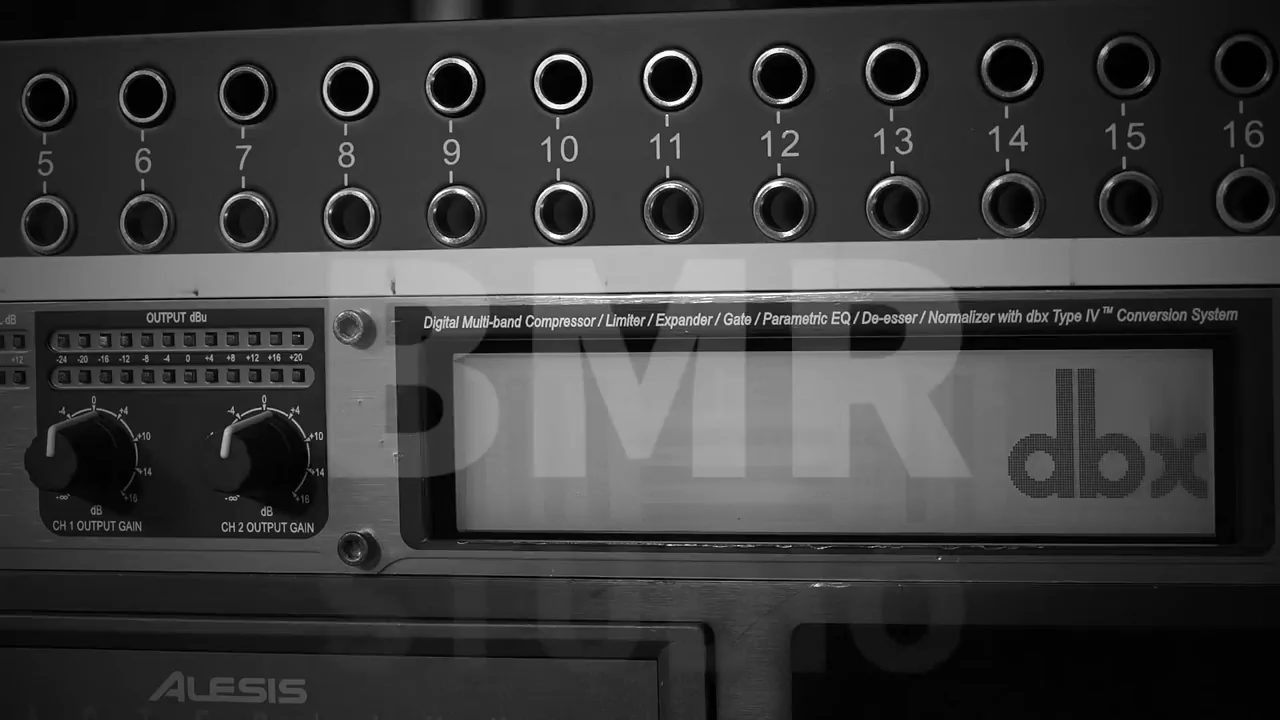 5 6 7 8 9 10 11 12 13 14 15 16
L dB
OUTPUT dBu
+12
-24 -20 -16 -12 -8 -4 0 +4 +8 +12 +16 +20
-4 0 +4 +10 +14 +16 -∞
dB
CH 1 OUTPUT GAIN
-4 0 +4 +10 +14 +16 -∞
dB
CH 2 OUTPUT GAIN
Digital Multi-band Compressor / Limiter / Expander / Gate / Parametric EQ / De-esser / Normalizer with dbx Type IV™ Conversion System
dbx
BMR
STUDIO
ALESIS